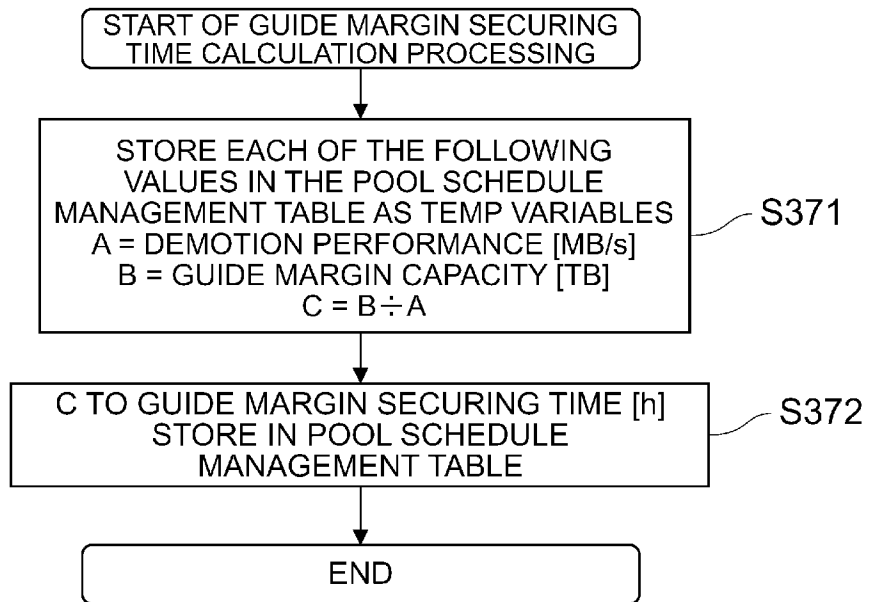 START OF GUIDE MARGIN SECURING
TIME CALCULATION PROCESSING
STORE EACH OF THE FOLLOWING
VALUES IN THE POOL SCHEDULE
MANAGEMENT TABLE AS TEMP VARIABLES
A = DEMOTION PERFORMANCE [MB/s]
B = GUIDE MARGIN CAPACITY [TB]
C = B÷A
S371
C TO GUIDE MARGIN SECURING TIME [h]
STORE IN POOL SCHEDULE
MANAGEMENT TABLE
S372
END